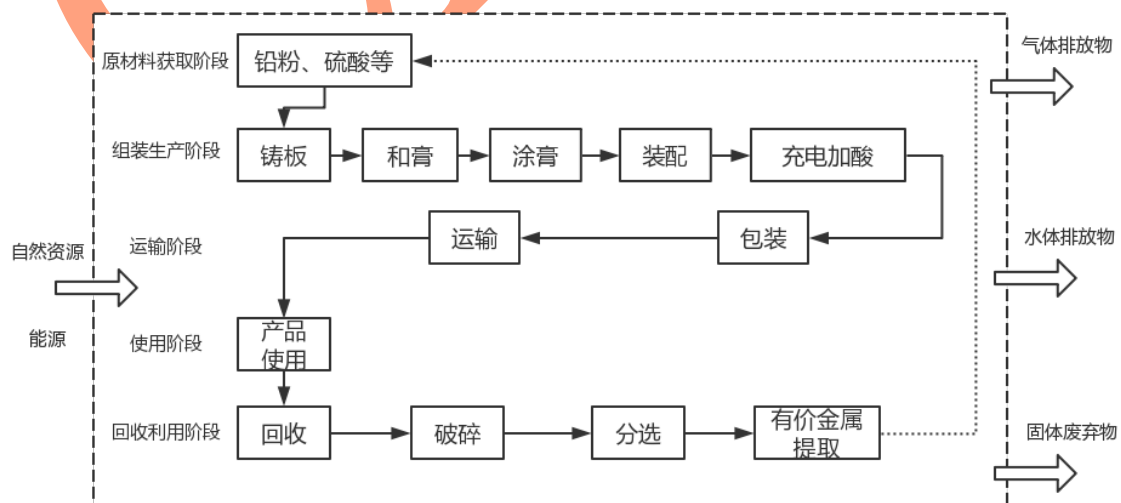 原材料获取阶段
铅粉、硫酸等
气体排放物
组装生产阶段
铸板
和膏
涂膏
装配
充电加酸
自然资源
运输阶段
运输
包装
水体排放物
能源
使用阶段
产品
使用
回收利用阶段
回收
破碎
分选
有价金属
提取
固体废弃物